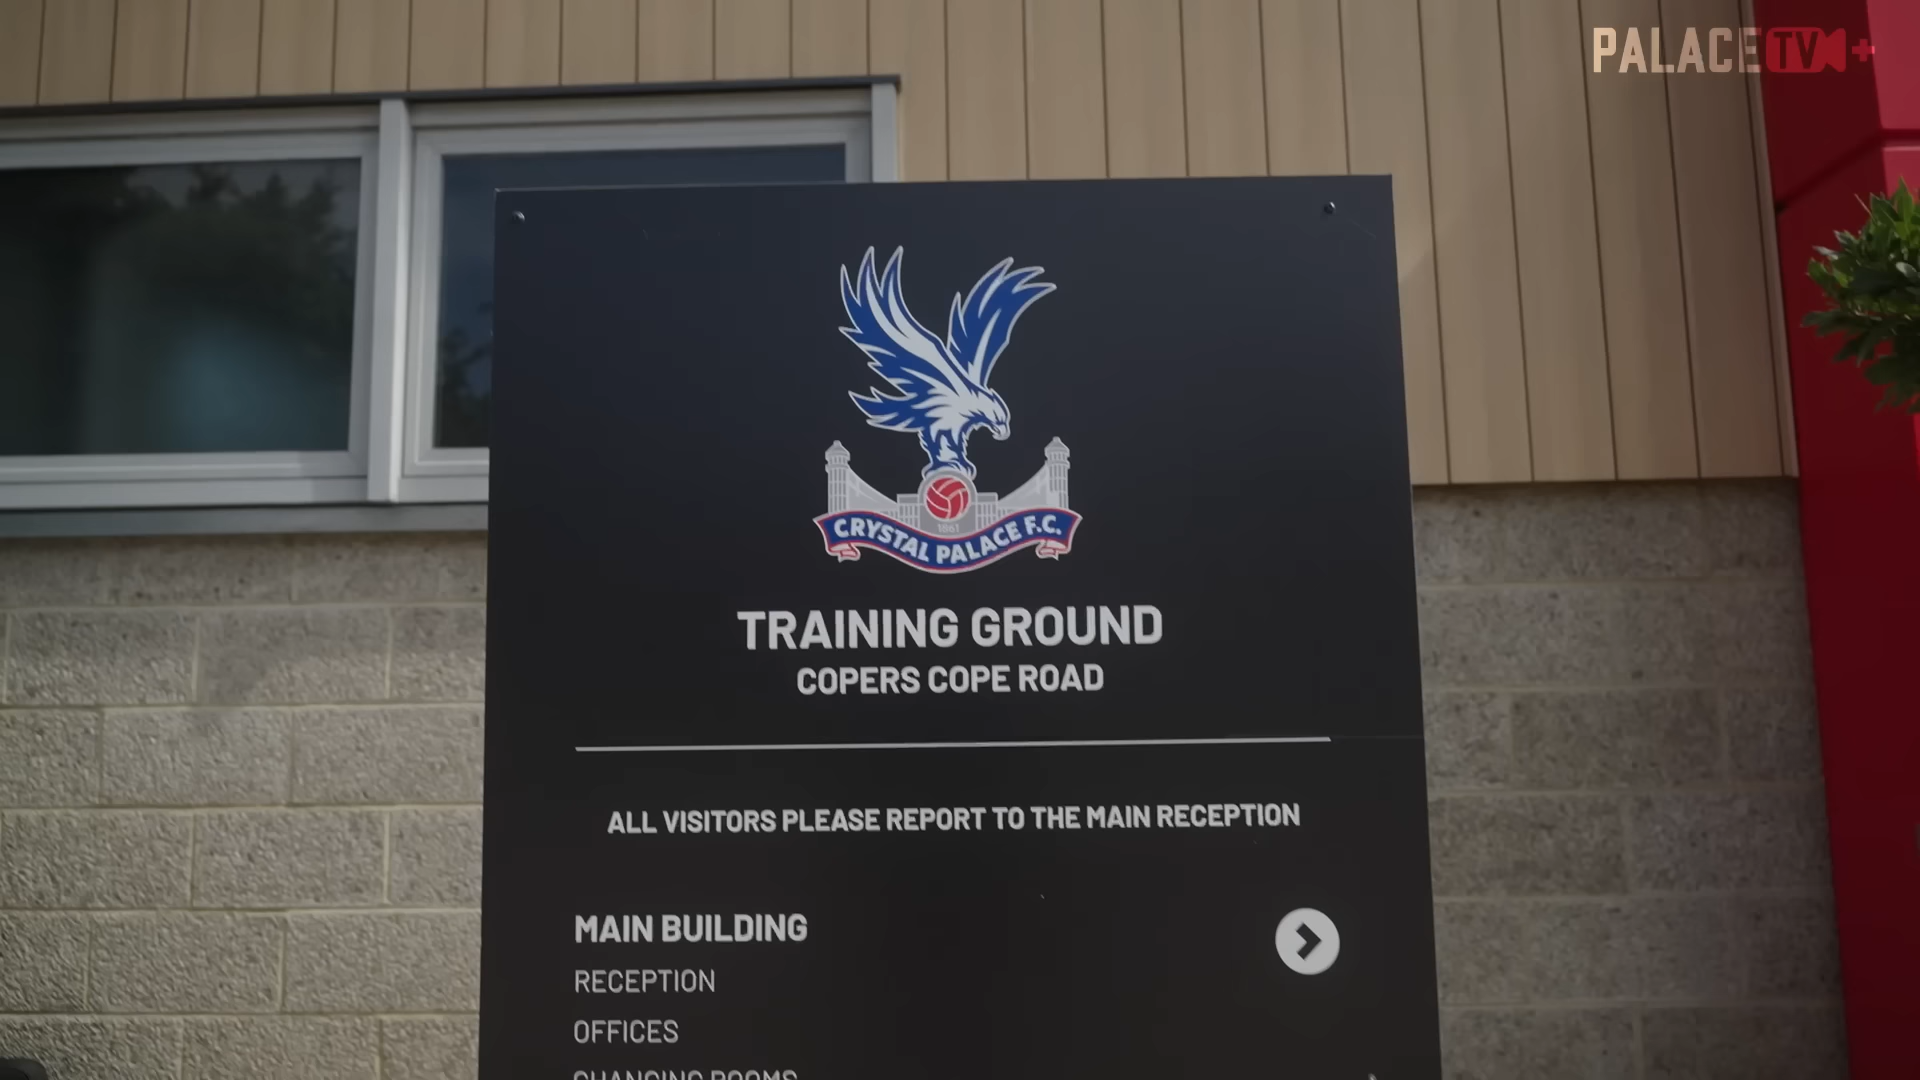 PALACE TV +
1861
CRYSTAL PALACE F.C.
TRAINING GROUND
COPERS COPE ROAD
ALL VISITORS PLEASE REPORT TO THE MAIN RECEPTION
MAIN BUILDING
RECEPTION
OFFICES
CHANGING ROOMS